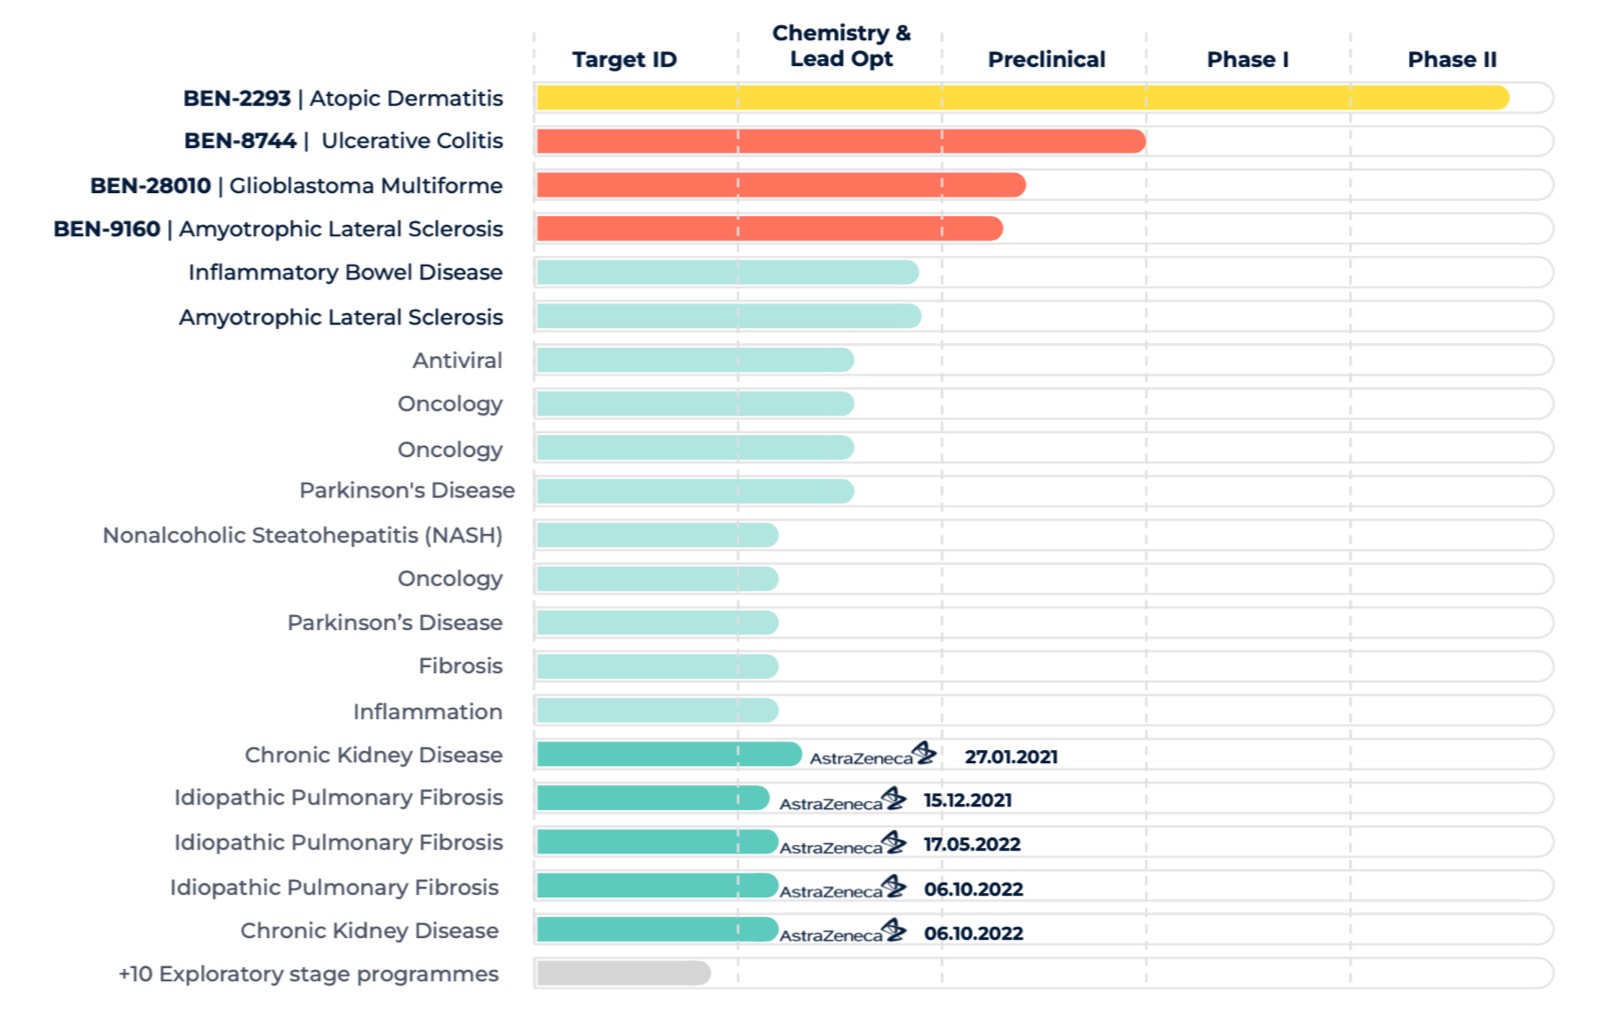 Target ID
Chemistry &
Lead Opt
Preclinical
Phase I
Phase II
BEN-2293 | Atopic Dermatitis
BEN-8744 | Ulcerative Colitis
BEN-28010 | Glioblastoma Multiforme
BEN-9160 | Amyotrophic Lateral Sclerosis
Inflammatory Bowel Disease
Amyotrophic Lateral Sclerosis
Antiviral
Oncology
Oncology
Parkinson's Disease
Nonalcoholic Steatohepatitis (NASH)
Oncology
Parkinson’s Disease
Fibrosis
Inflammation
Chronic Kidney Disease AstraZeneca 27.01.2021
Idiopathic Pulmonary Fibrosis AstraZeneca 15.12.2021
Idiopathic Pulmonary Fibrosis AstraZeneca 17.05.2022
Idiopathic Pulmonary Fibrosis AstraZeneca 06.10.2022
Chronic Kidney Disease AstraZeneca 06.10.2022
+10 Exploratory stage programmes